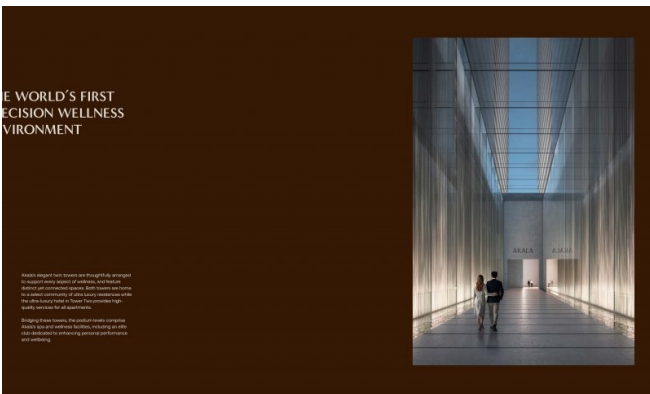 E WORLD´S FIRST
ECISION WELLNESS
VIRONMENT
Akala's elegant twin towers are thoughtfully arranged
to support every aspect of wellness, and feature
distinct yet connected spaces. Both towers are home
to a select community of ultra-luxury residences while
the ultra-luxury hotel in Tower Two provides high-
quality services for all apartments.
Bridging these towers, the podium levels comprise
Akala's spa and wellness facilities, including an elite
club dedicated to enhancing personal performance
and wellbeing.
AKALA AKALA